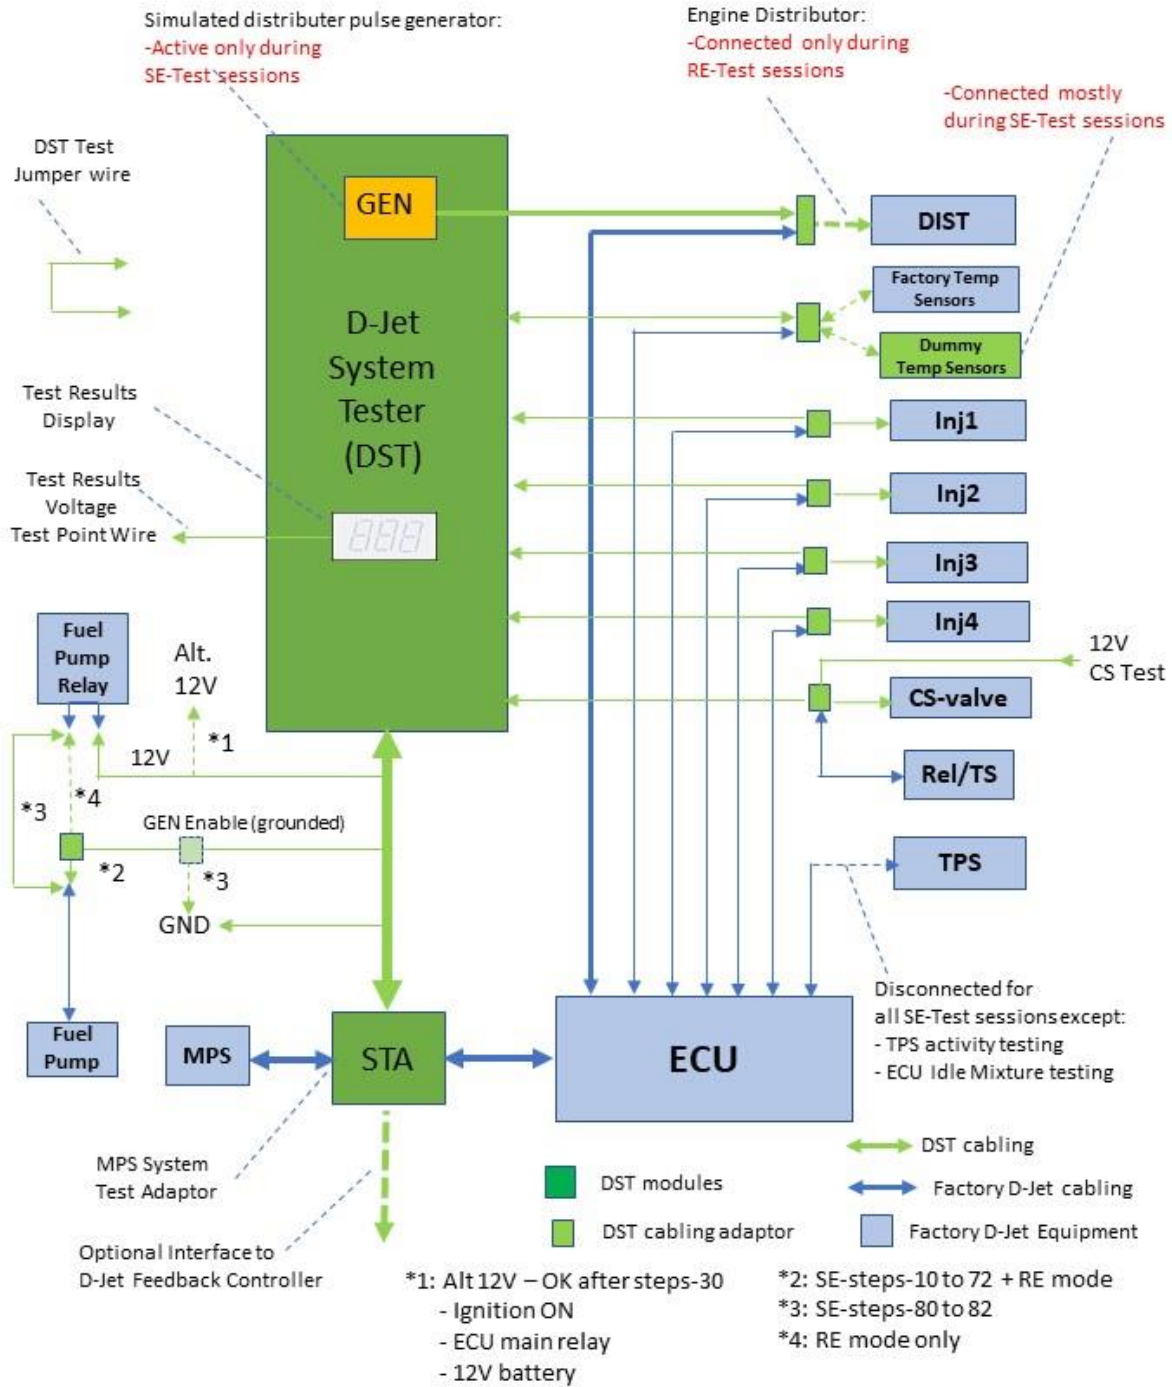 Simulated distributer pulse generator:
-Active only during
SE-Test sessions
Engine Distributor:
-Connected only during
RE-Test sessions
-Connected mostly
during SE-Test sessions
DST Test
Jumper wire
GEN
DIST
Factory Temp
Sensors
Dummy
Temp Sensors
D-Jet
System
Tester
(DST)
Test Results
Display
Test Results
Voltage
Test Point Wire
888
Inj1
Inj2
Inj3
Inj4
12V
CS Test
CS-valve
Rel/TS
TPS
Fuel
Pump
Relay
Alt.
12V
*1
12V
*3
*4
GEN Enable (grounded)
*2
*3
GND
Fuel
Pump
MPS
STA
ECU
Disconnected for
all SE-Test sessions except:
- TPS activity testing
- ECU Idle Mixture testing
MPS System
Test Adaptor
Optional Interface to
D-Jet Feedback Controller
DST cabling
DST modules
Factory D-Jet cabling
DST cabling adaptor
Factory D-Jet Equipment
*1: Alt 12V – OK after steps-30
- Ignition ON
- ECU main relay
- 12V battery
*2: SE-steps-10 to 72 + RE mode
*3: SE-steps-80 to 82
*4: RE mode only